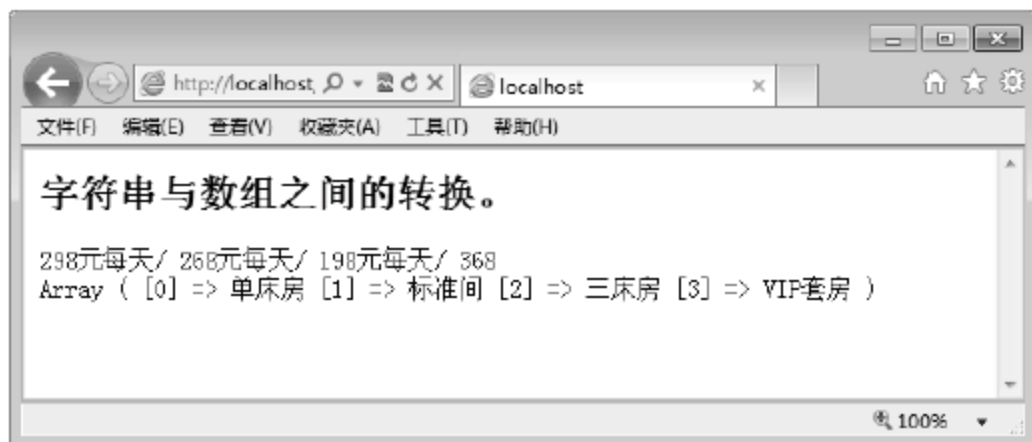 http://localhost,
localhost
文件(F) 编辑(E) 查看(V) 收藏夹(A) 工具(T) 帮助(H)
字符串与数组之间的转换。
298元每天/ 268元每天/ 198元每天/ 368
Array ( [0] => 单床房 [1] => 标准间 [2] => 三床房 [3] => VIP套房 )
100%